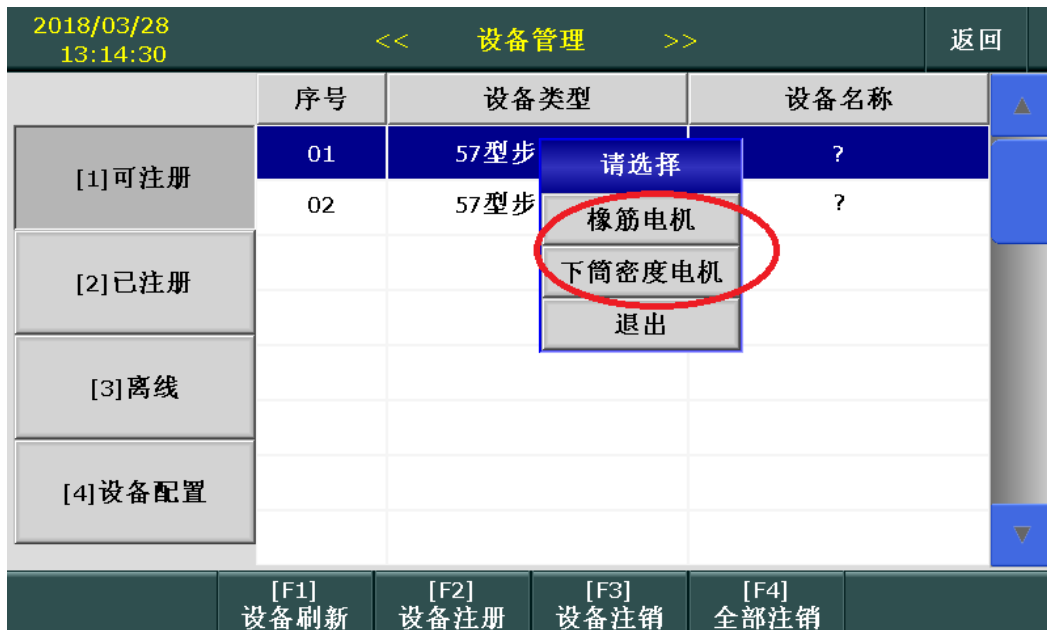 2018/03/28
13:14:30
<< 设备管理 >>
返回
序号 设备类型 设备名称
[1]可注册
[2]已注册
[3]离线
[4]设备配置
01 57型步 ?
02 57型步 ?
请选择
橡筋电机
下筒密度电机
退出
[F1]
设备刷新
[F2]
设备注册
[F3]
设备注销
[F4]
全部注销